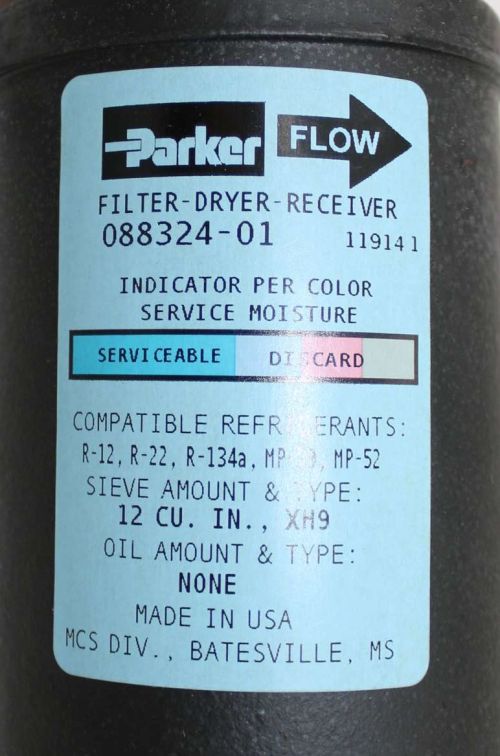 Parker FLOW
FILTER-DRYER-RECEIVER
088324-01 119141
INDICATOR PER COLOR
SERVICE MOISTURE
SERVICEABLE DISCARD
COMPATIBLE REFRIGERANTS:
R-12, R-22, R-134a, MP-52
SIEVE AMOUNT & TYPE:
12 CU. IN., XH9
OIL AMOUNT & TYPE:
NONE
MADE IN USA
MCS DIV., BATESVILLE, MS